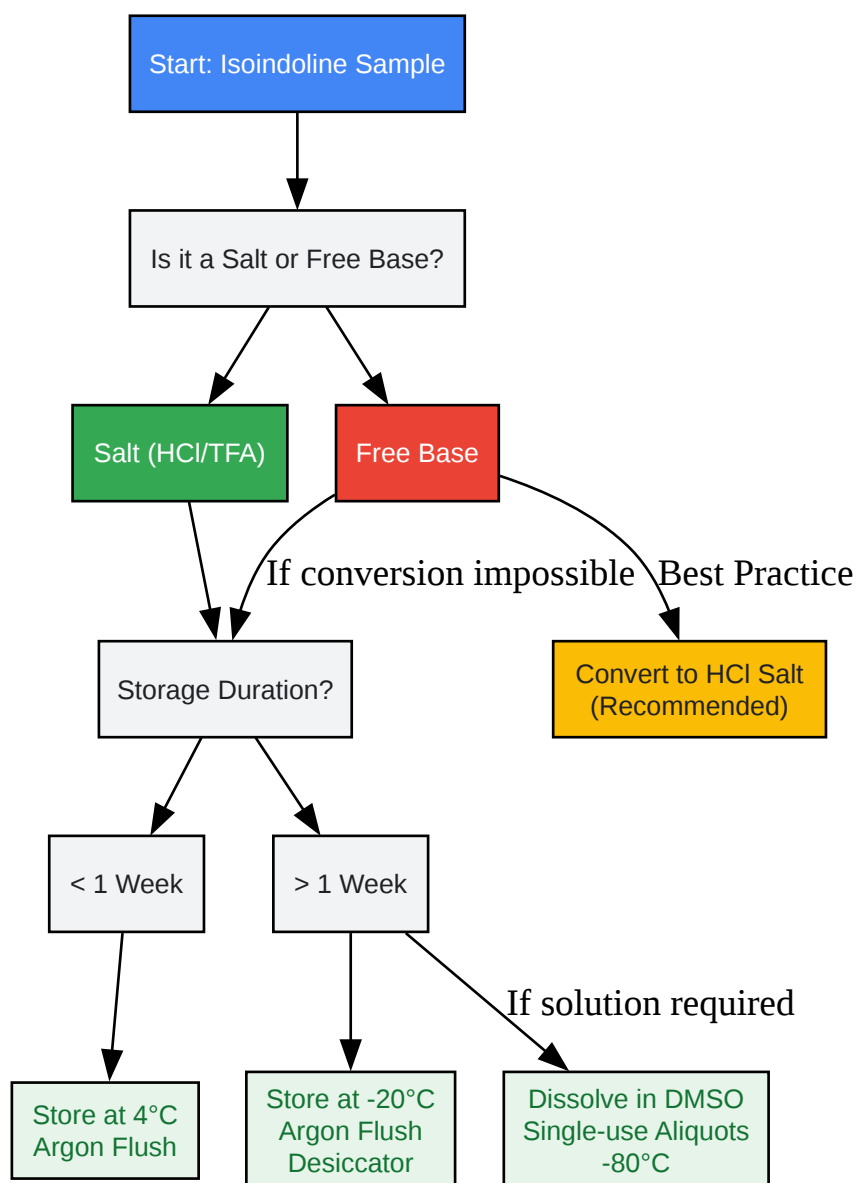 Start: Isoindoline Sample
Is it a Salt or Free Base?
Salt (HCl/TFA)
Free Base
If conversion impossible
Best Practice
Storage Duration?
Convert to HCl Salt
(Recommended)
< 1 Week
> 1 Week
If solution required
Store at 4°C
Argon Flush
Store at -20°C
Argon Flush
Desiccator
Dissolve in DMSO
Single-use Aliquots
-80°C